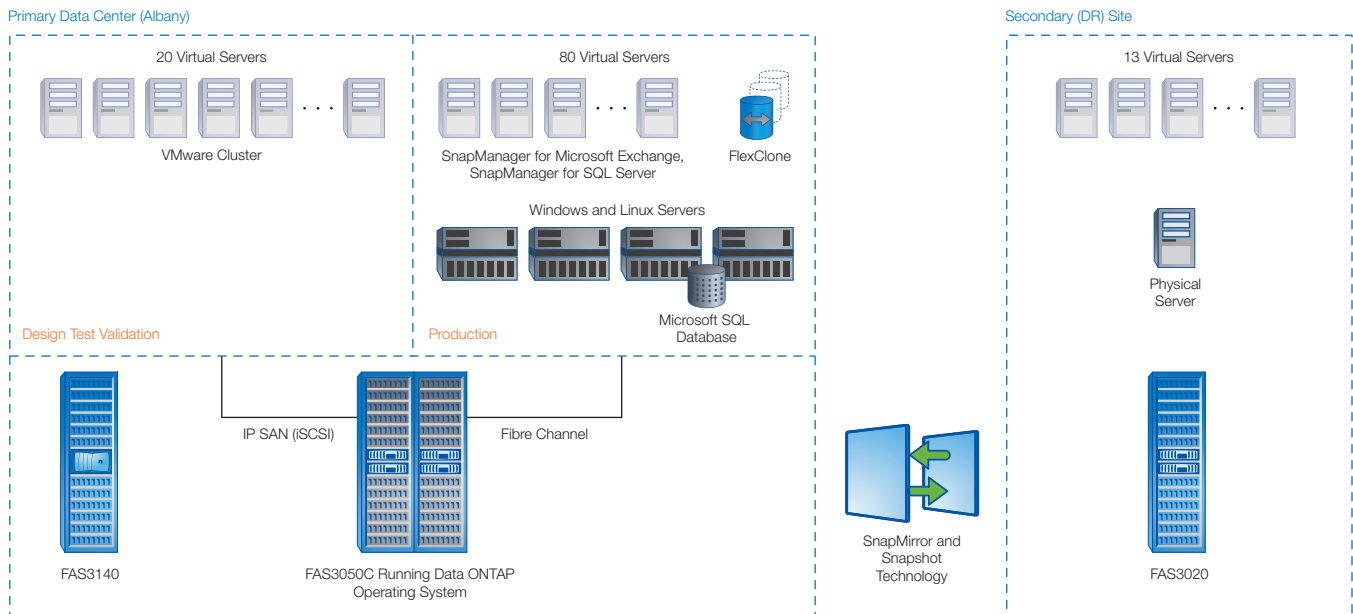 Primary Data Center (Albany)
Secondary (DR) Site
20 Virtual Servers
80 Virtual Servers
13 Virtual Servers
VMware Cluster
SnapManager for Microsoft Exchange,
SnapManager for SQL Server
FlexClone
Windows and Linux Servers
Physical
Server
Microsoft SQL
Database
Design Test Validation
Production
IP SAN (iSCSI)
Fibre Channel
SnapMirror and
Snapshot
Technology
FAS3140
FAS3050C Running Data ONTAP
Operating System
FAS3020